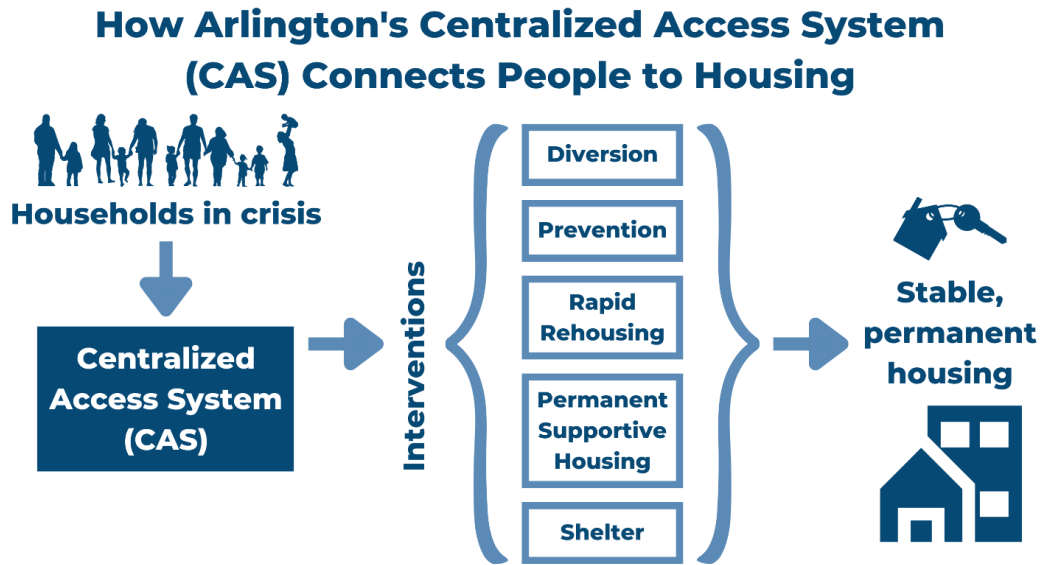 How Arlington's Centralized Access System
(CAS) Connects People to Housing
Households in crisis
Centralized
Access System
(CAS)
Interventions
Diversion
Prevention
Rapid
Rehousing
Permanent
Supportive
Housing
Shelter
Stable,
permanent
housing